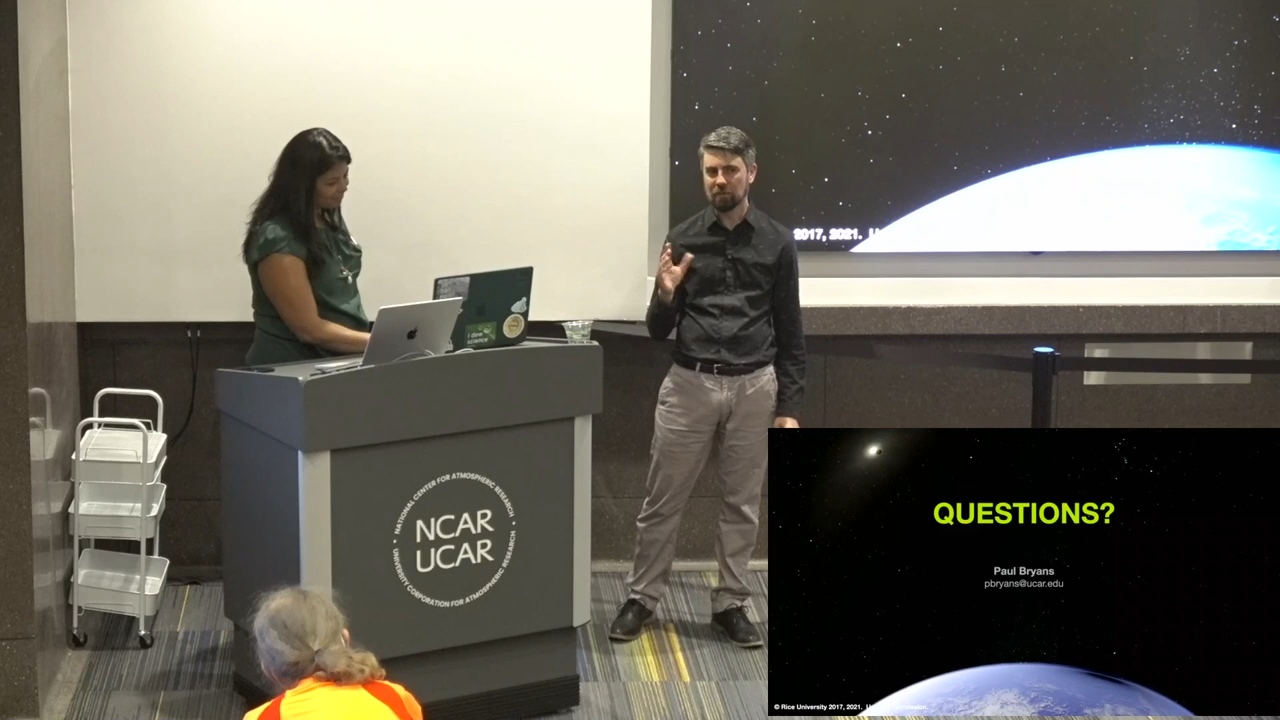 2017, 2021.
I
science
NATIONAL CENTER FOR ATMOSPHERIC RESEARCH
NCAR
UCAR
UNIVERSITY CORPORATION FOR ATMOSPHERIC RESEARCH
QUESTIONS?
Paul Bryans
pbryans@ucar.edu
© Rice University 2017, 2021.